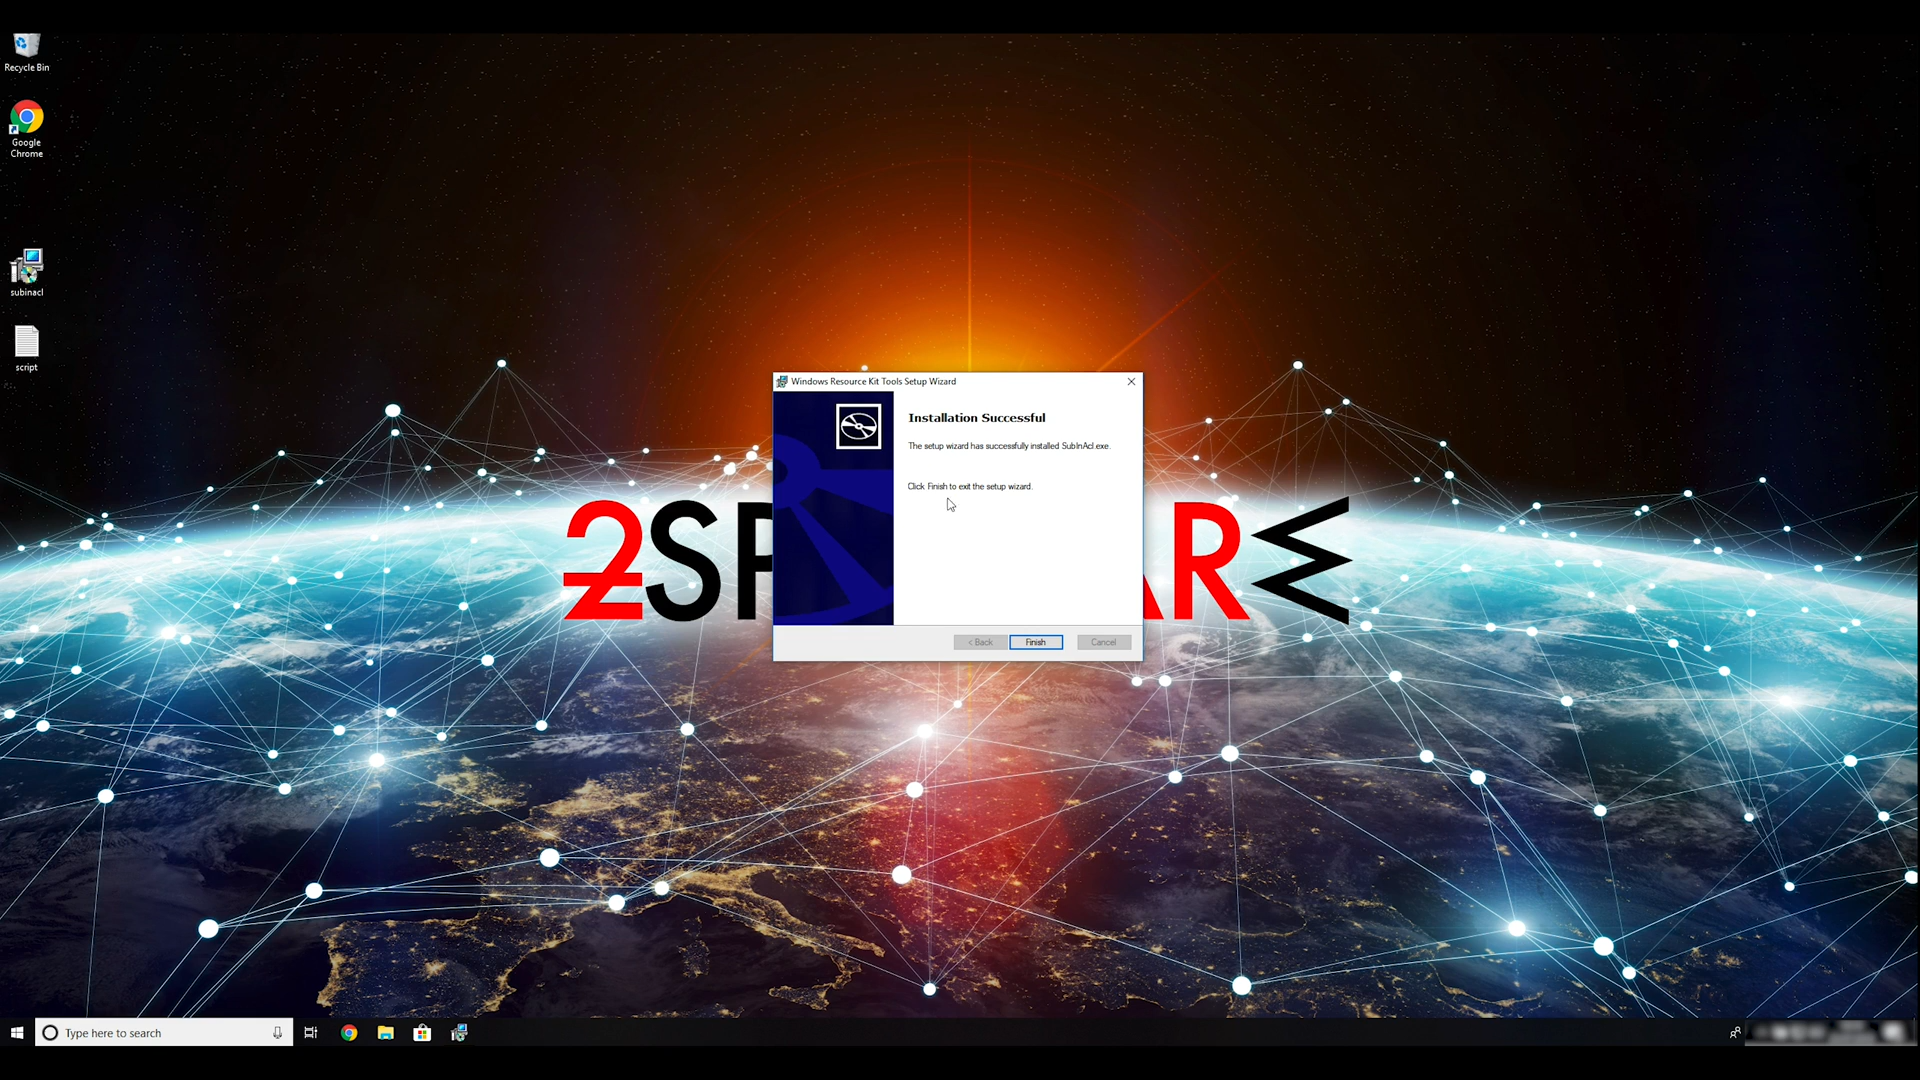 Recycle Bin
Google
Chrome
subinacl
script
Windows Resource Kit Tools Setup Wizard
Installation Successful
The setup wizard has successfully installed SubInAcl.exe.
Click Finish to exit the setup wizard.
< Back
Finish
Cancel
Type here to search